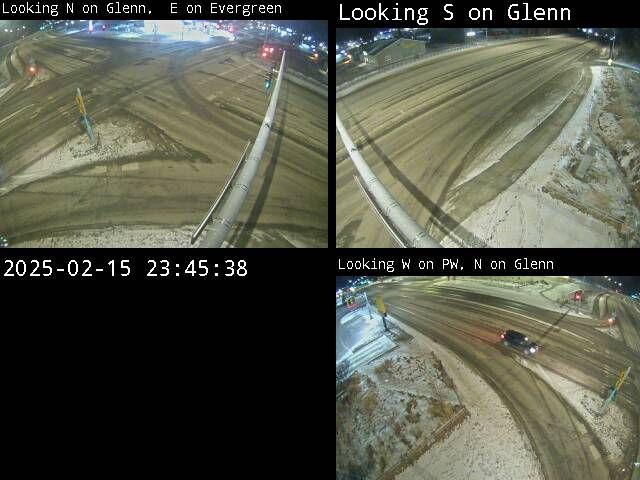 Looking N on Glenn,  E on Evergreen
Looking S on Glenn
2025-02-15 23:45:38
Looking W on PW, N on Glenn